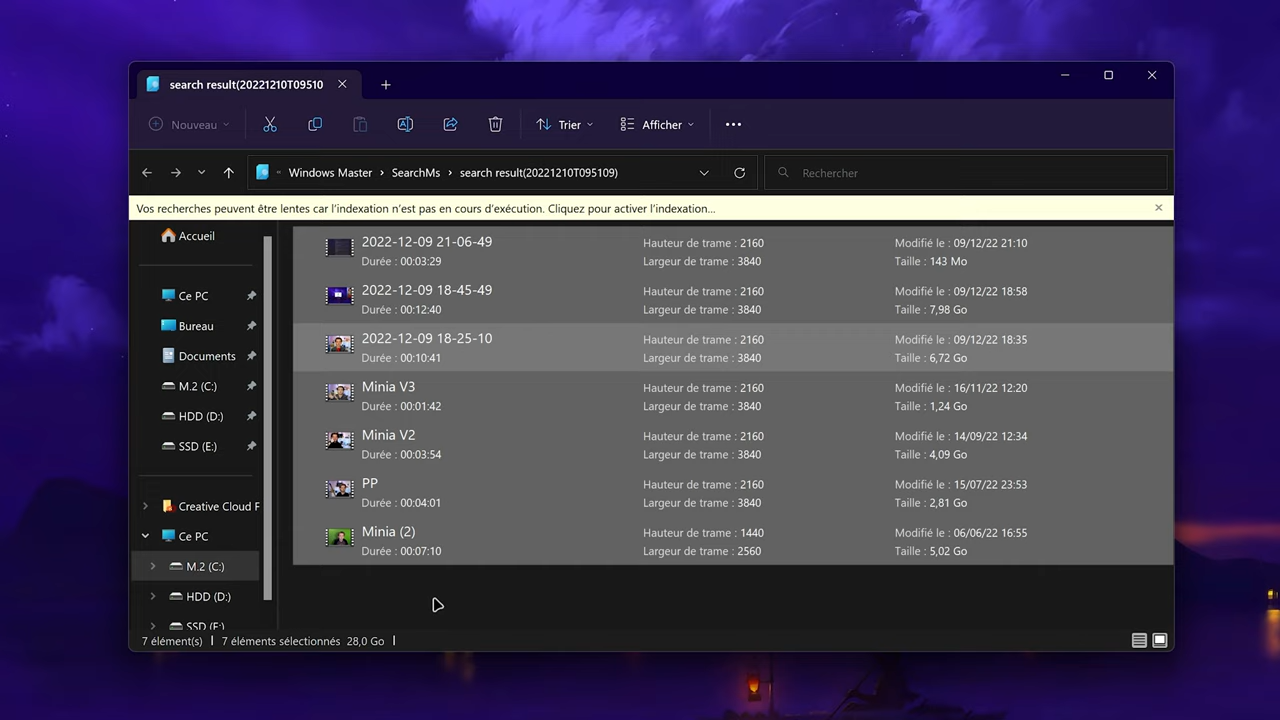 search result(20221210T09510
Nouveau
Trier
Afficher
Windows Master > SearchMs > search result(20221210T095109)
Rechercher
Vos recherches peuvent être lentes car l'indexation n'est pas en cours d'exécution. Cliquez pour activer l'indexation...
Accueil
Ce PC
Bureau
Documents
M.2 (C:)
HDD (D:)
SSD (E:)
Creative Cloud F
Ce PC
M.2 (C:)
HDD (D:)
SSD (E:)
2022-12-09 21-06-49 Hauteur de trame : 2160 Modifié le : 09/12/22 21:10
Durée : 00:03:29 Largeur de trame : 3840 Taille : 143 Mo
2022-12-09 18-45-49 Hauteur de trame : 2160 Modifié le : 09/12/22 18:58
Durée : 00:12:40 Largeur de trame : 3840 Taille : 7,98 Go
2022-12-09 18-25-10 Hauteur de trame : 2160 Modifié le : 09/12/22 18:35
Durée : 00:10:41 Largeur de trame : 3840 Taille : 6,72 Go
Minia V3 Hauteur de trame : 2160 Modifié le : 16/11/22 12:20
Durée : 00:01:42 Largeur de trame : 3840 Taille : 1,24 Go
Minia V2 Hauteur de trame : 2160 Modifié le : 14/09/22 12:34
Durée : 00:03:54 Largeur de trame : 3840 Taille : 4,09 Go
PP Hauteur de trame : 2160 Modifié le : 15/07/22 23:53
Durée : 00:04:01 Largeur de trame : 3840 Taille : 2,81 Go
Minia (2) Hauteur de trame : 1440 Modifié le : 06/06/22 16:55
Durée : 00:07:10 Largeur de trame : 2560 Taille : 5,02 Go
7 élément(s) | 7 éléments sélectionnés 28,0 Go |